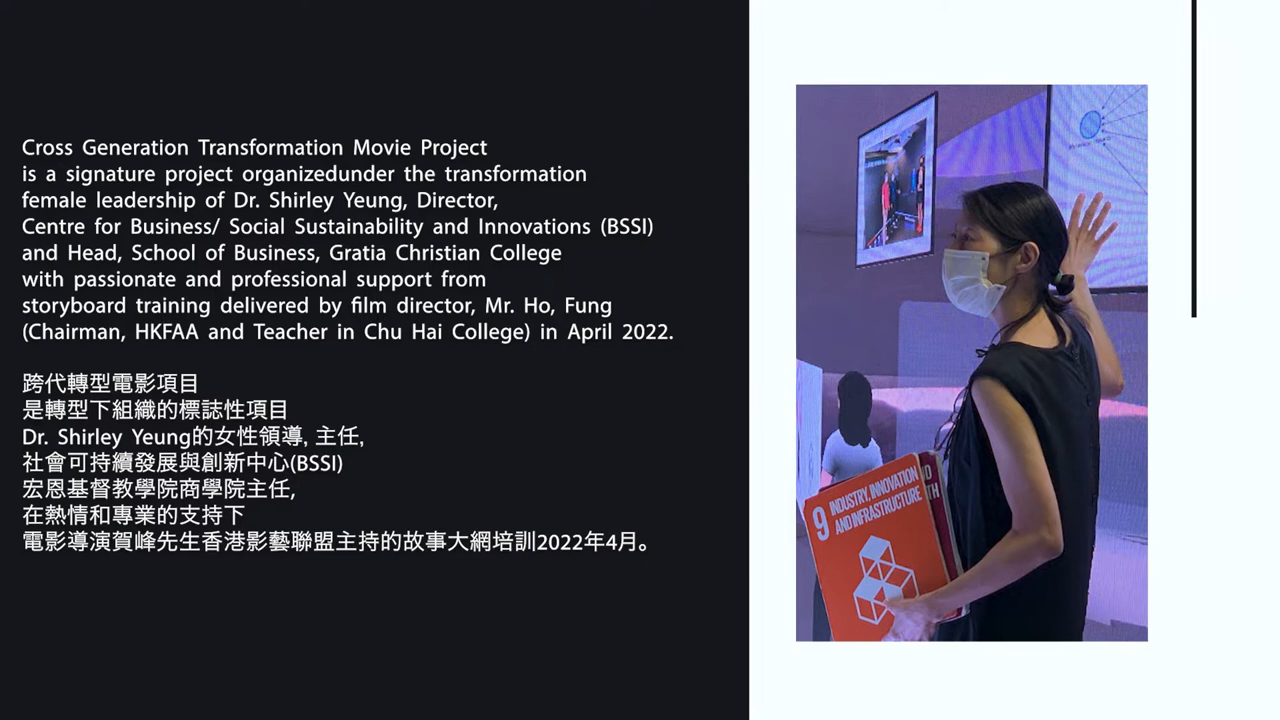 Cross Generation Transformation Movie Project
is a signature project organizedunder the transformation
female leadership of Dr. Shirley Yeung, Director,
Centre for Business/ Social Sustainability and Innovations (BSSI)
and Head, School of Business, Gratia Christian College
with passionate and professional support from
storyboard training delivered by film director, Mr. Ho, Fung
(Chairman, HKFAA and Teacher in Chu Hai College) in April 2022.
跨代轉型電影項目
是轉型下組織的標誌性項目
Dr. Shirley Yeung的女性領導, 主任,
社會可持續發展與創新中心(BSSI)
宏恩基督教學院商學院主任,
在熱情和專業的支持下
電影導演賀峰先生香港影藝聯盟主持的故事大網培訓2022年4月。
9 INDUSTRY, INNOVATION
AND INFRASTRUCTURE